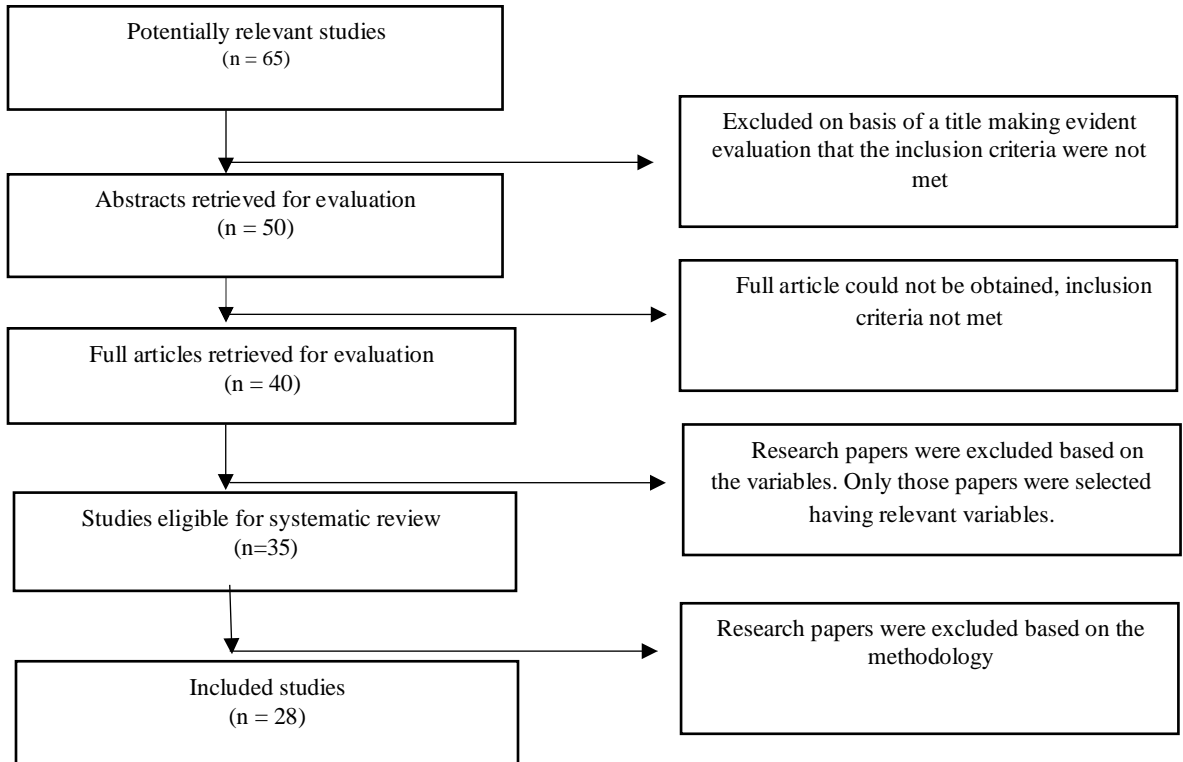 Potentially relevant studies
(n = 65)
Excluded on basis of a title making evident
evaluation that the inclusion criteria were not
met
Abstracts retrieved for evaluation
(n = 50)
Full article could not be obtained, inclusion
criteria not met
Full articles retrieved for evaluation
(n = 40)
Research papers were excluded based on
the variables. Only those papers were selected
having relevant variables.
Studies eligible for systematic review
(n=35)
Research papers were excluded based on the
methodology
Included studies
(n = 28)